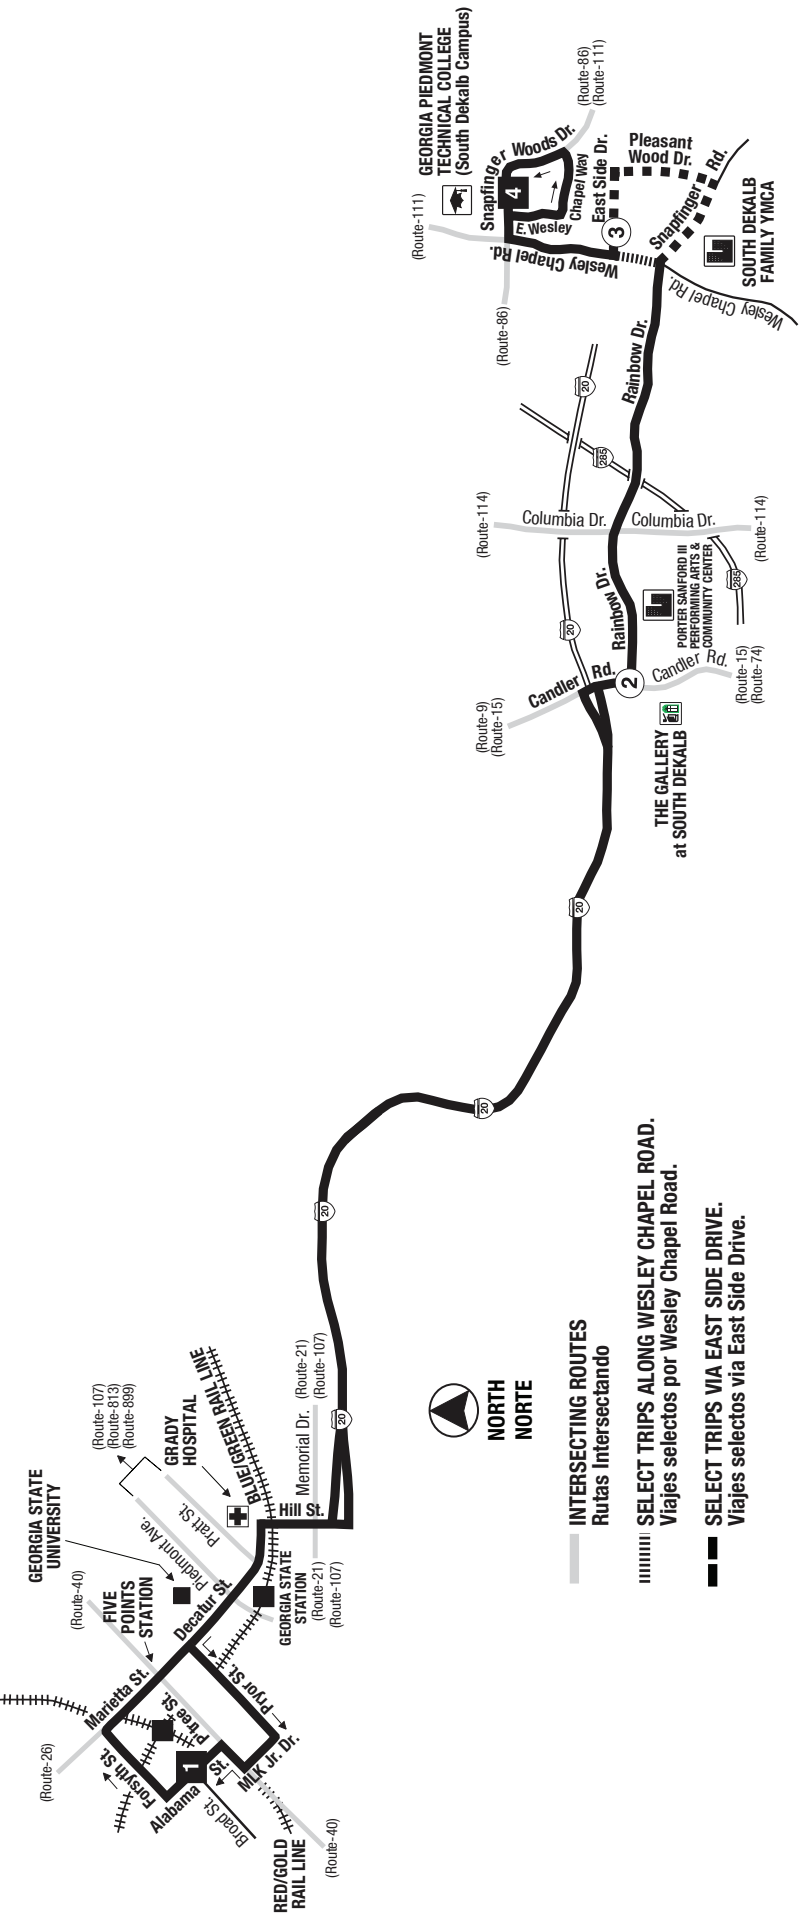 (Route-26)
Marietta St.
Forsyth St.
Alabama
St.
1
Broad St.
P'tree St.
MLK Jr. Dr.
Pryor St.
RED/GOLD
RAIL LINE
(Route-40)
(Route-40)
FIVE
POINTS
STATION
GEORGIA STATE
UNIVERSITY
Decatur St.
Piedmont Ave.
Pratt St.
(Route-107)
(Route-813)
(Route-899)
GRADY
HOSPITAL
BLUE/GREEN RAIL LINE
GEORGIA STATE
STATION
(Route-21)
(Route-107)
Hill St.
Memorial Dr.
(Route-21)
(Route-107)
20
20
20
20
NORTH
NORTE
INTERSECTING ROUTES
Rutas Intersectando
SELECT TRIPS ALONG WESLEY CHAPEL ROAD.
Viajes selectos por Wesley Chapel Road.
SELECT TRIPS VIA EAST SIDE DRIVE.
Viajes selectos via East Side Drive.
(Route-9)
(Route-15)
Candler
Rd.
2
Candler Rd.
(Route-15)
(Route-74)
THE GALLERY
at SOUTH DEKALB
20
Rainbow Dr.
PORTER SANFORD III
PERFORMING ARTS &
COMMUNITY CENTER
285
(Route-114)
Columbia Dr.
Columbia Dr.
(Route-114)
285
20
Rainbow Dr.
(Route-86)
(Route-111)
Wesley Chapel Rd.
Wesley Chapel Rd.
GEORGIA PIEDMONT
TECHNICAL COLLEGE
(South Dekalb Campus)
Snapfinger Woods Dr.
4
E. Wesley
Chapel Way
(Route-86)
(Route-111)
3
East Side Dr.
Pleasant
Wood Dr.
Snapfinger
Rd.
SOUTH DEKALB
FAMILY YMCA